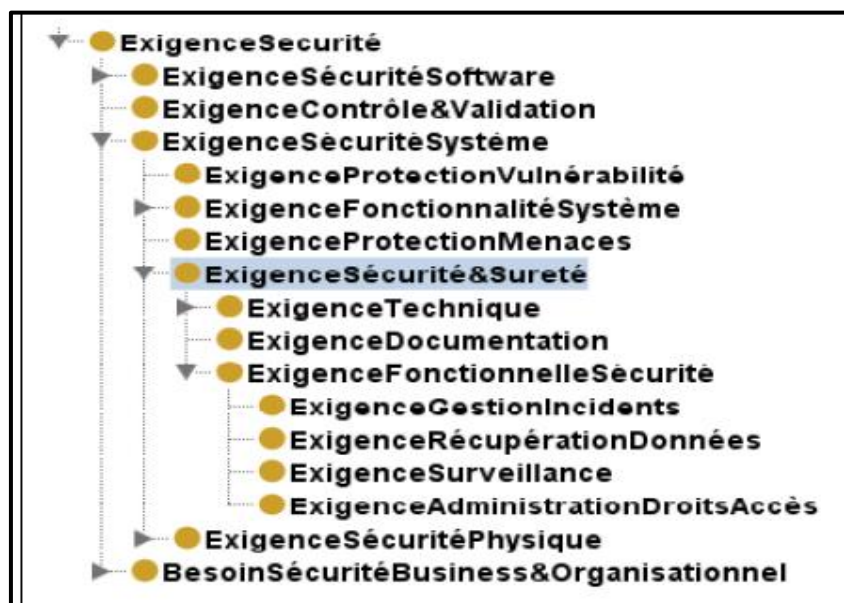 ExigenceSecurité
ExigenceSécuritéSoftware
ExigenceContrôle&Validation
ExigenceSécuritéSystéme
ExigenceProtectionVulnérabilité
ExigenceFonctionnalitéSystème
ExigenceProtectionMenaces
ExigenceSécurité&Sureté
ExigenceTechnique
ExigenceDocumentation
ExigenceFonctionnelleSécurité
ExigenceGestionIncidents
ExigenceRécupérationDonnées
ExigenceSurveillance
ExigenceAdministrationDroitsAccès
ExigenceSécuritéPhysique
BesoinSécuritéBusiness&Organisationnel